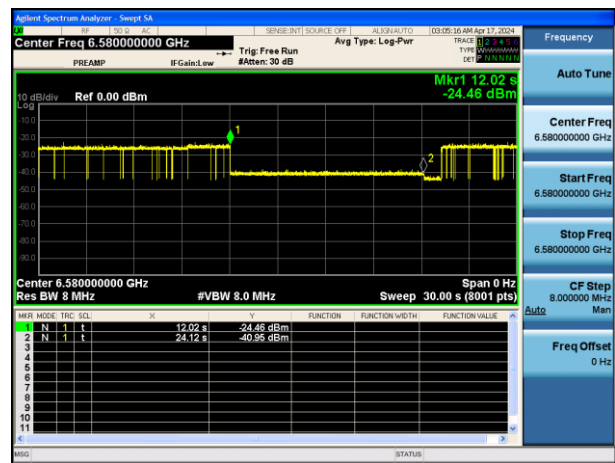 Agilent Spectrum Analyzer - Swept SA
RF 50 Ω AC SENSE:INT SOURCE OFF ALIGNAUTO 03:05:16 AM Apr 17, 2024
Center Freq 6.580000000 GHz
PREAMP IFGain:Low
Trig: Free Run
#Atten: 30 dB
Avg Type: Log-Pwr
TRACE 1 2 3 4 5 6
TYPE
DET P N N N N N
Mkr1 12.02 s
-24.46 dBm
10 dB/div Ref 0.00 dBm
Log
-10.0
-20.0
-30.0
-40.0
-50.0
-60.0
-70.0
-80.0
-90.0
1
2
Center 6.580000000 GHz Span 0 Hz
Res BW 8 MHz #VBW 8.0 MHz Sweep 30.00 s (8001 pts)
MKR MODE TRC SCL X Y FUNCTION FUNCTION WIDTH FUNCTION VALUE
1 N 1 t 12.02 s -24.46 dBm
2 N 1 t 24.12 s -40.95 dBm
3
4
5
6
7
8
9
10
11
MSG STATUS
Frequency
Auto Tune
Center Freq
6.580000000 GHz
Start Freq
6.580000000 GHz
Stop Freq
6.580000000 GHz
CF Step
8.000000 MHz
Auto Man
Freq Offset
0 Hz